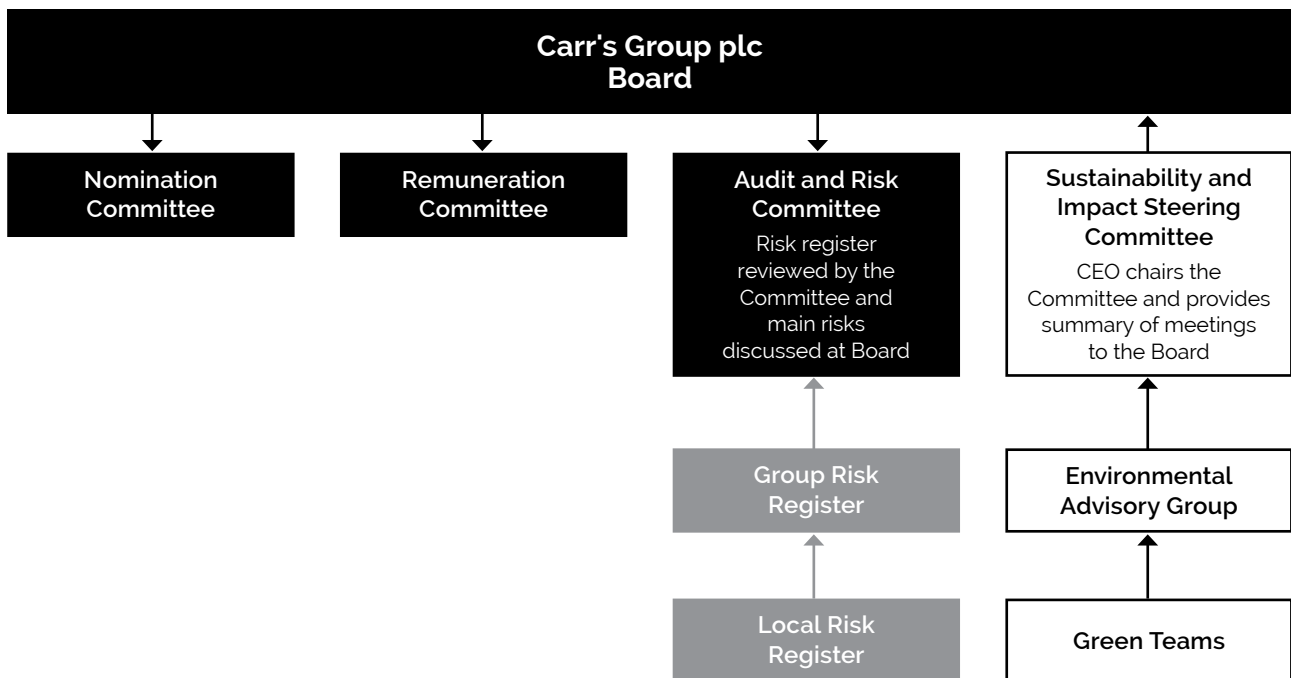 Carr's Group plc
Board
Nomination
Committee
Remuneration
Committee
Audit and Risk
Committee
Risk register
reviewed by the
Committee and
main risks
discussed at Board
Sustainability and
Impact Steering
Committee
CEO chairs the
Committee and provides
summary of meetings
to the Board
Group Risk
Register
Environmental
Advisory Group
Local Risk
Register
Green Teams